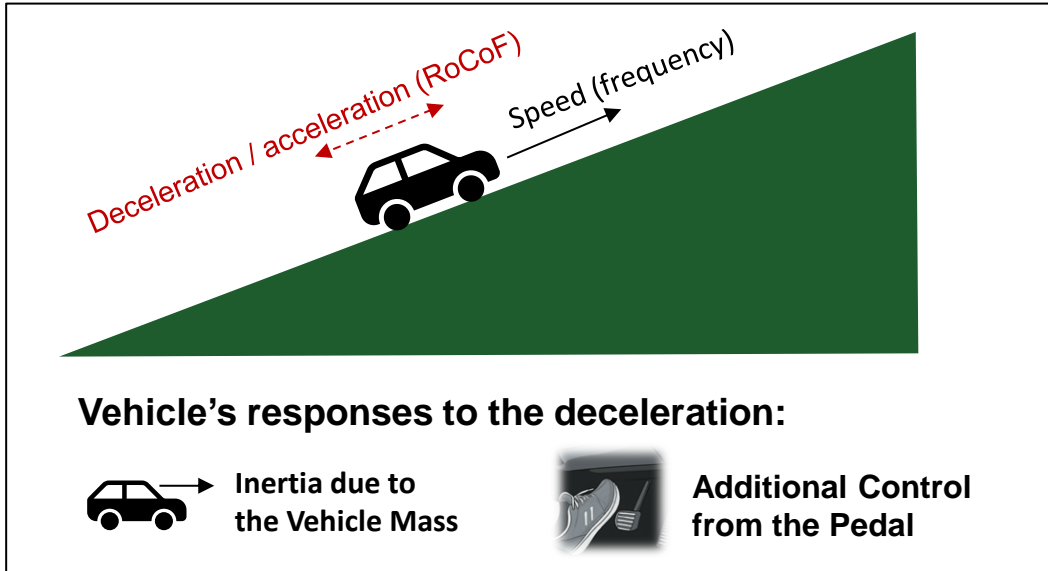 Deceleration / acceleration (RoCoF)
Speed (frequency)
Vehicle’s responses to the deceleration:
Inertia due to
the Vehicle Mass
Additional Control
from the Pedal